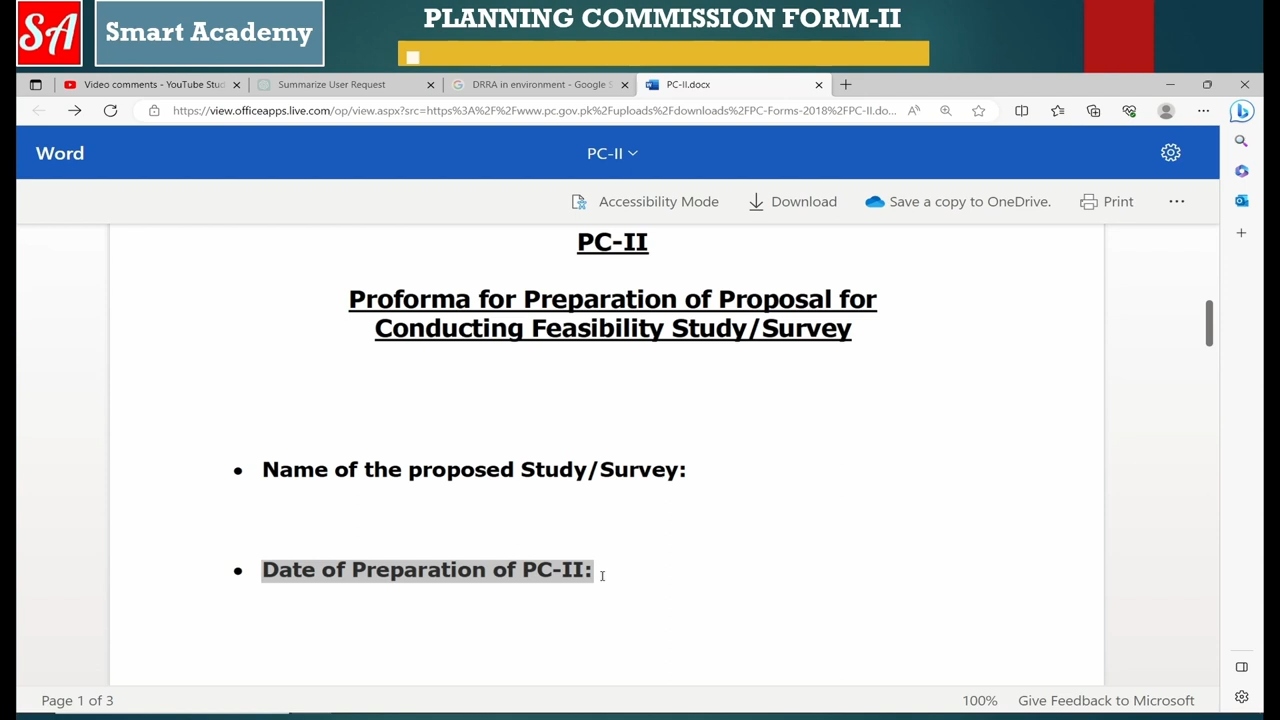 SA
Smart Academy
PLANNING COMMISSION FORM-II
Video comments - YouTube Stud
Summarize User Request
DRRA in environment - Google S
PC-II.docx
https://view.officeapps.live.com/op/view.aspx?src=https%3A%2F%2Fwww.pc.gov.pk%2Fuploads%2Fdownloads%2FPC-Forms-2018%2FPC-II.do...
Word
PC-II
Accessibility Mode
Download
Save a copy to OneDrive.
Print
PC-II
Proforma for Preparation of Proposal for
Conducting Feasibility Study/Survey
• Name of the proposed Study/Survey:
• Date of Preparation of PC-II:
Page 1 of 3
100%
Give Feedback to Microsoft